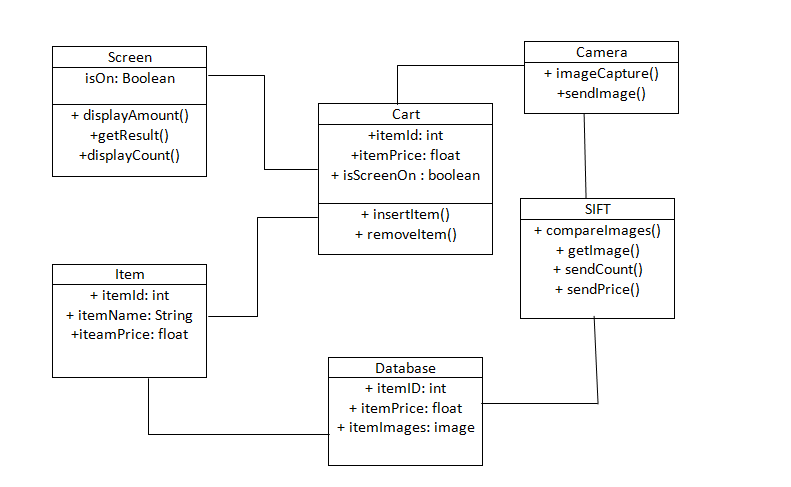 Screen
isOn: Boolean
+ displayAmount()
+getResult()
+displayCount()
Camera
+ imageCapture()
+sendImage()
Cart
+itemId: int
+itemPrice: float
+ isScreenOn : boolean
+ insertItem()
+ removeItem()
SIFT
+ compareImages()
+ getImage()
+ sendCount()
+ sendPrice()
Item
+ itemId: int
+ itemName: String
+iteamPrice: float
Database
+ itemID: int
+ itemPrice: float
+ itemImages: image